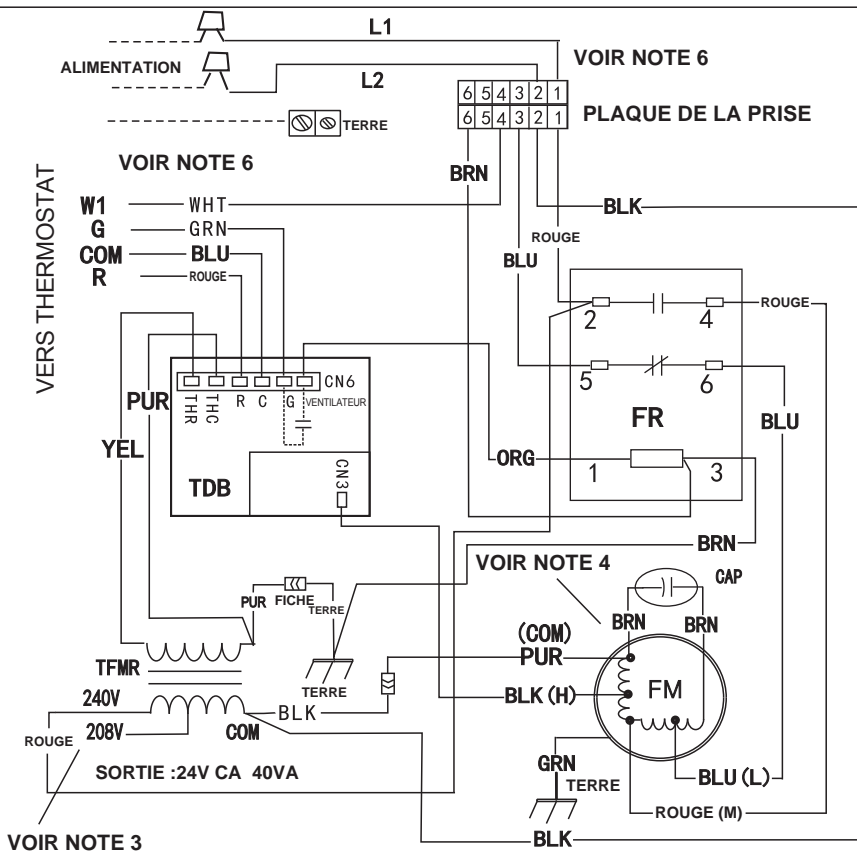 L1
ALIMENTATION
L2
VOIR NOTE 6
6 5 4 3 2 1
6 5 4 3 2 1
PLAQUE DE LA PRISE
TERRE
VOIR NOTE 6
BRN
VERS THERMOSTAT
W1 WHT
G GRN
COM BLU
R ROUGE
BLK
ROUGE
BLU
2 4
ROUGE
5 6
FR
BLU
1 3
ORG
CN6
THR THC R C G VENTILATEUR
PUR
YEL
TDB
CN3
BRN
VOIR NOTE 4
CAP
PUR FICHE TERRE
BRN BRN
(COM)
PUR
TFMR
TERRE
BLK (H)
FM
240V
BLK
208V
COM
ROUGE
GRN
TERRE
BLU (L)
SORTIE :24V CA 40VA
ROUGE (M)
VOIR NOTE 3
BLK